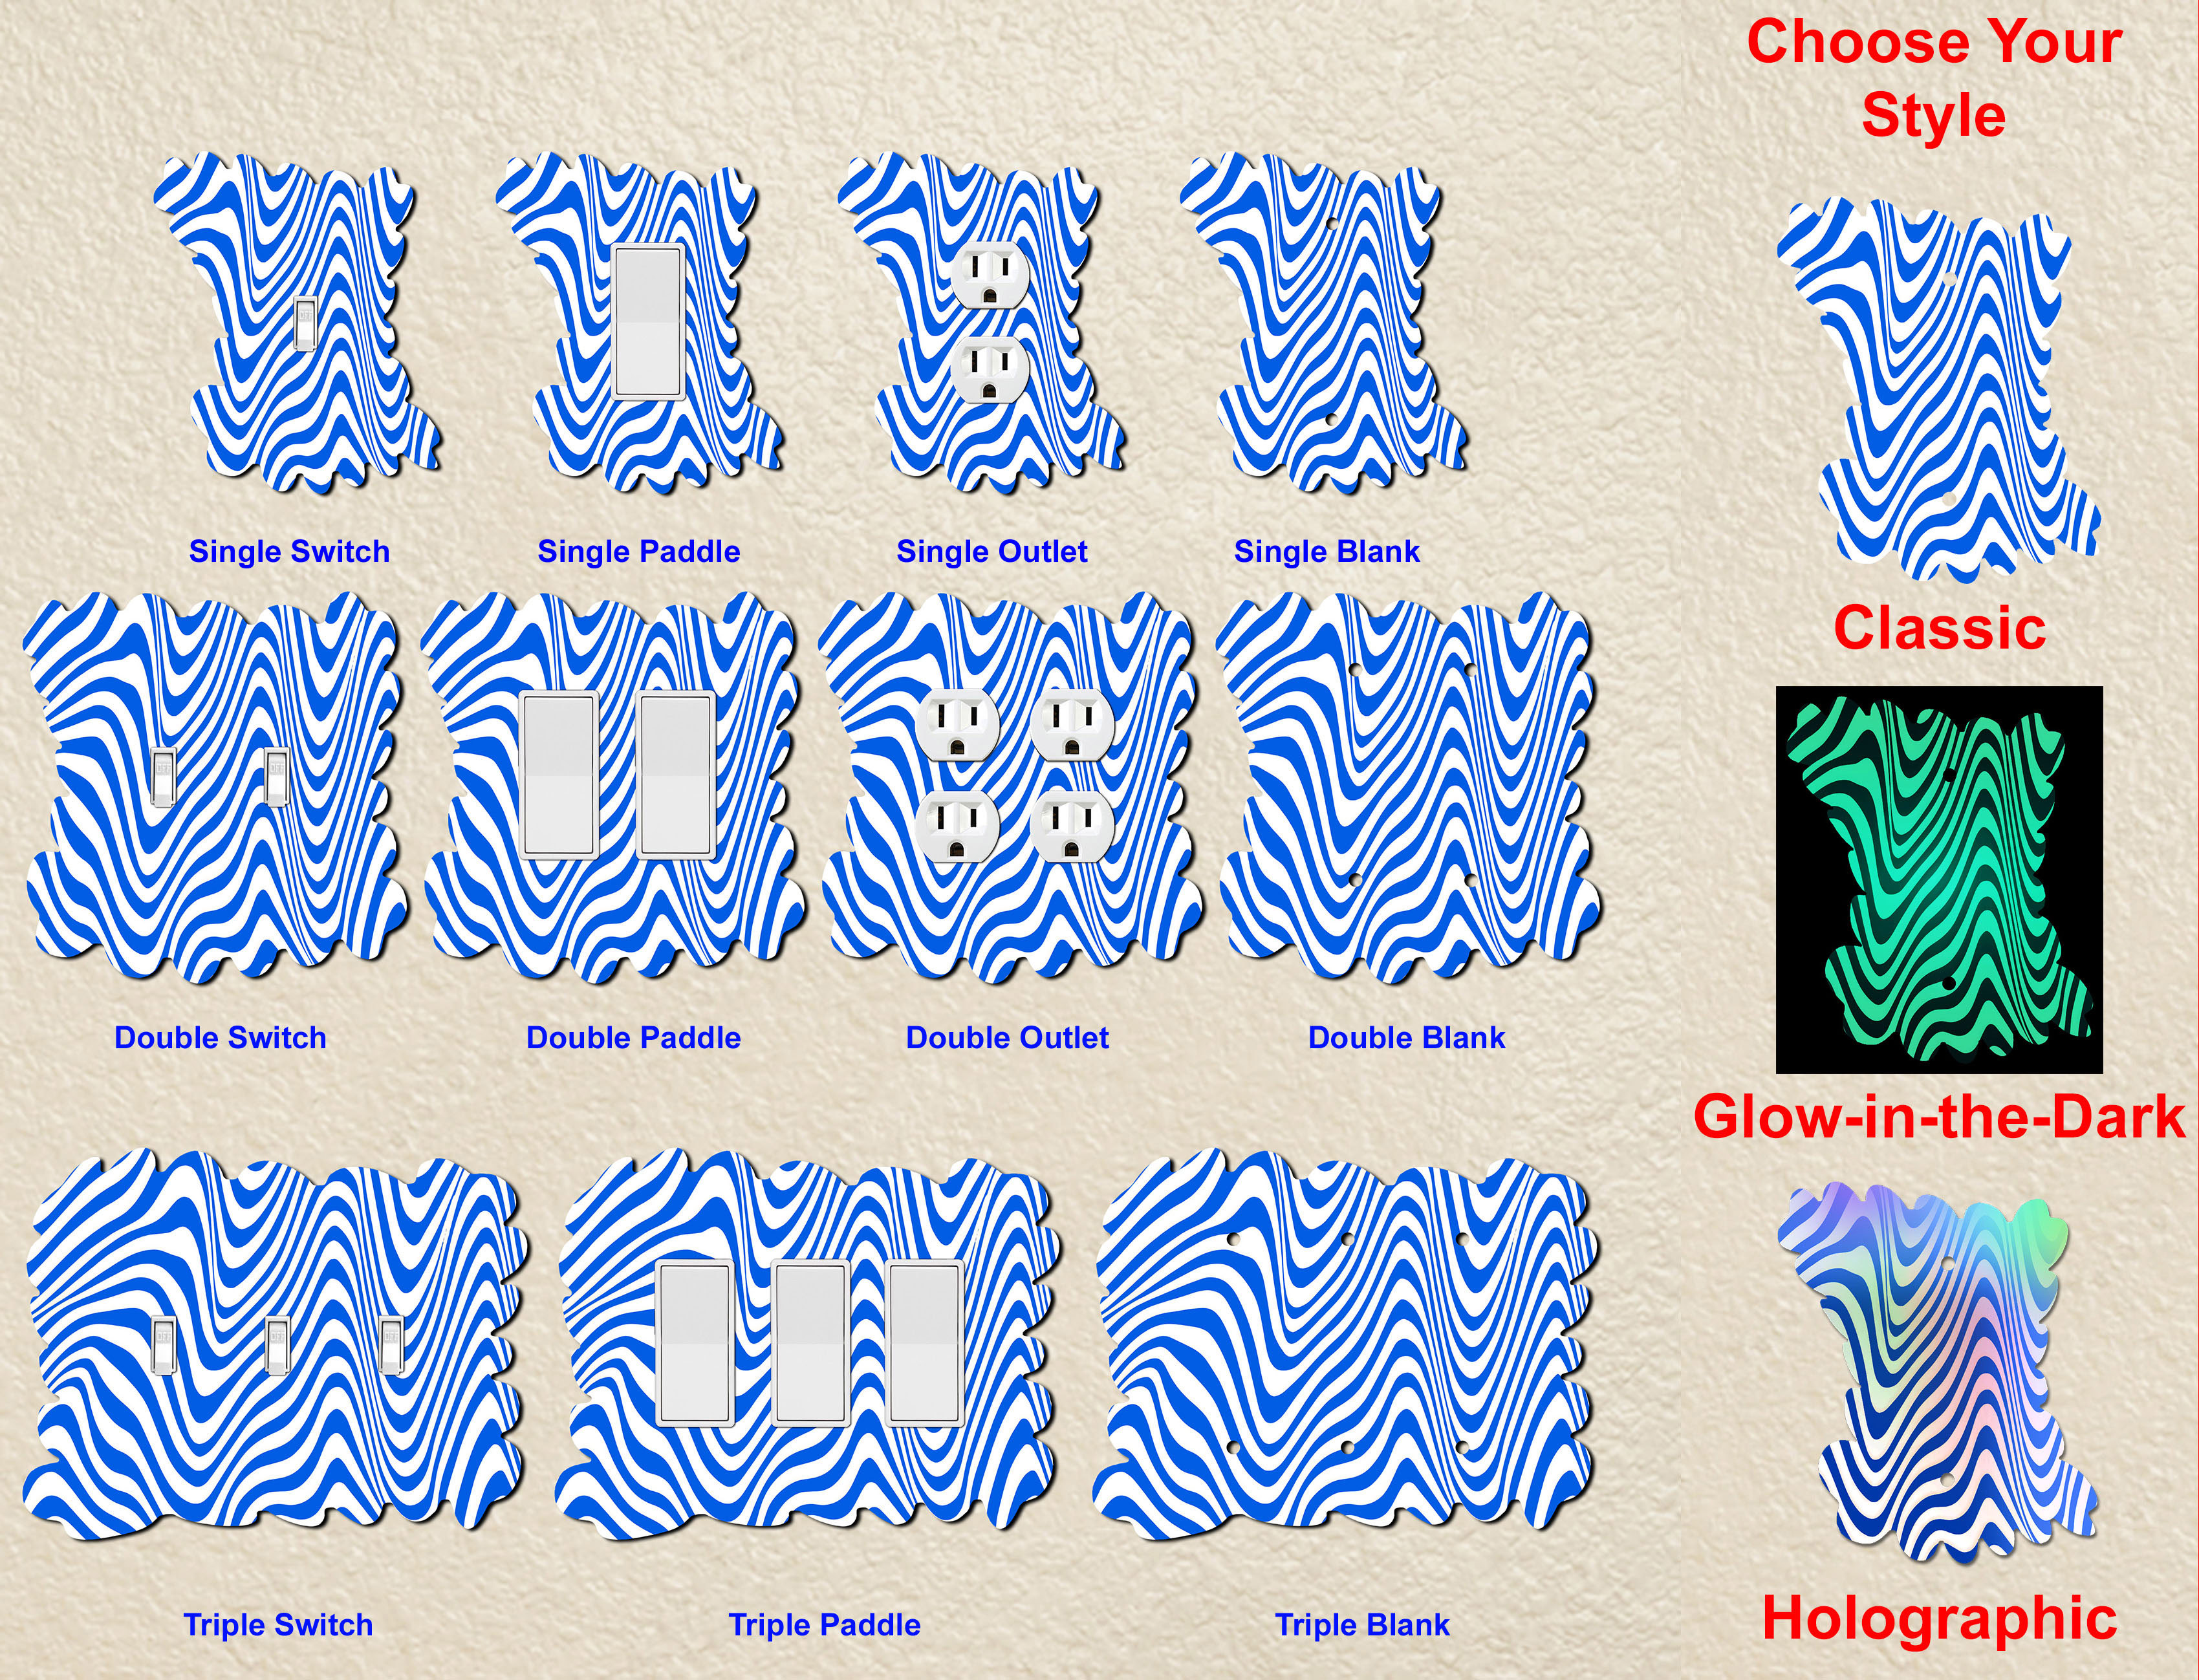 Choose Your
Style
Single Switch
Single Paddle
Single Outlet
Single Blank
Classic
Double Switch
Double Paddle
Double Outlet
Double Blank
Glow-in-the-Dark
Triple Switch
Triple Paddle
Triple Blank
Holographic